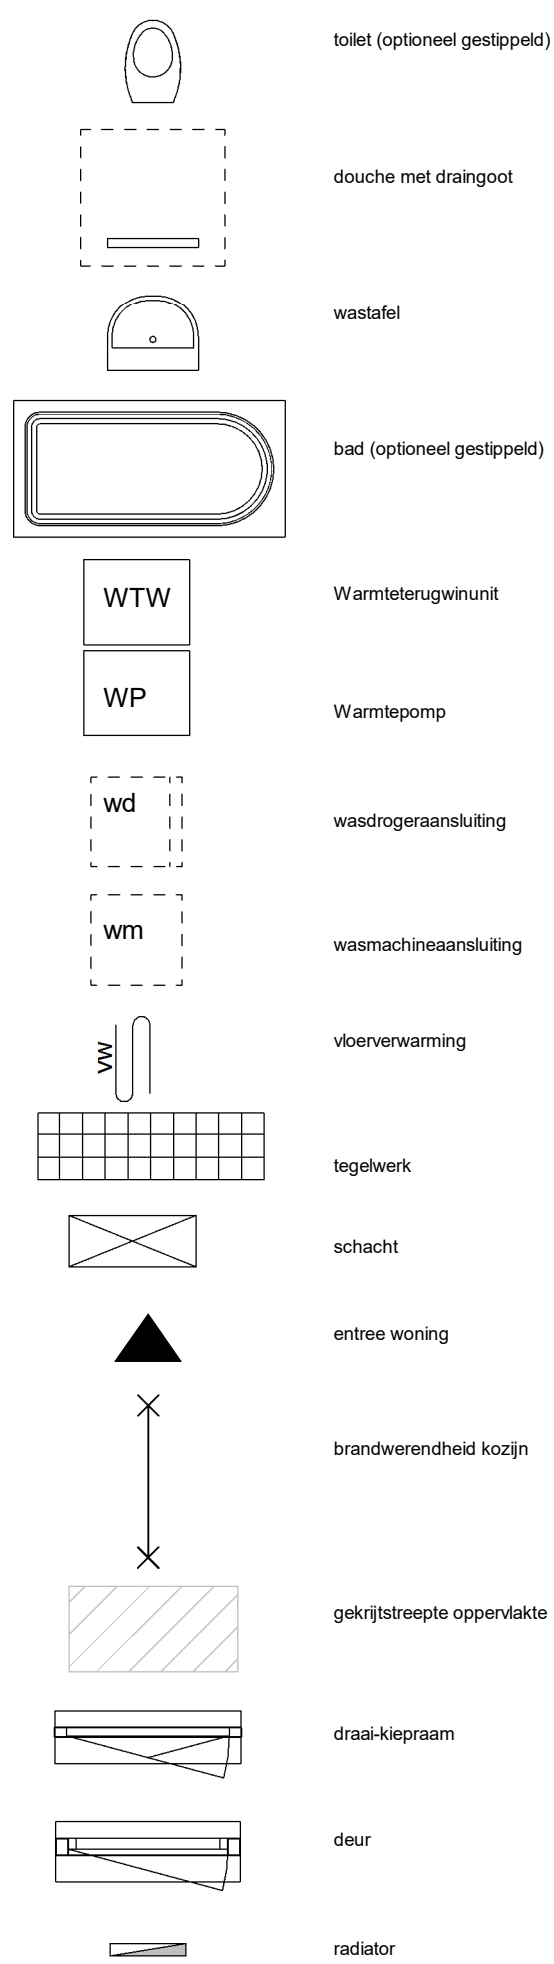 toilet (optioneel gestippeld)
douche met draingoot
wastafel
bad (optioneel gestippeld)
WTW
Warmteterugwinunit
WP
Warmtepomp
wd
wasdrogeraansluiting
wm
wasmachineaansluiting
vw
vloerverwarming
tegelwerk
schacht
entree woning
brandwerendheid kozijn
gekrijtstreepte oppervlakte
draai-kiepraam
deur
radiator